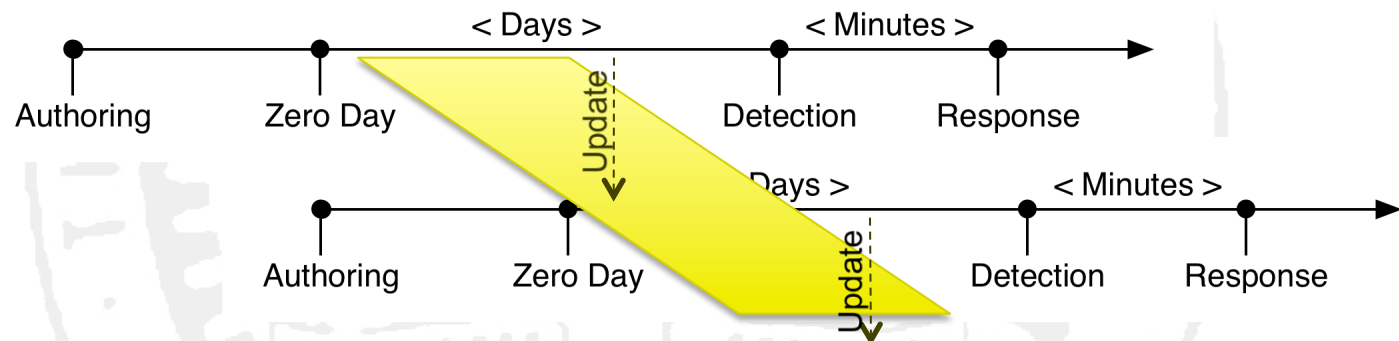 < Days >
< Minutes >
Update
Authoring
Zero Day
Detection
Response
Days >
< Minutes >
Update
Authoring
Zero Day
Detection
Response